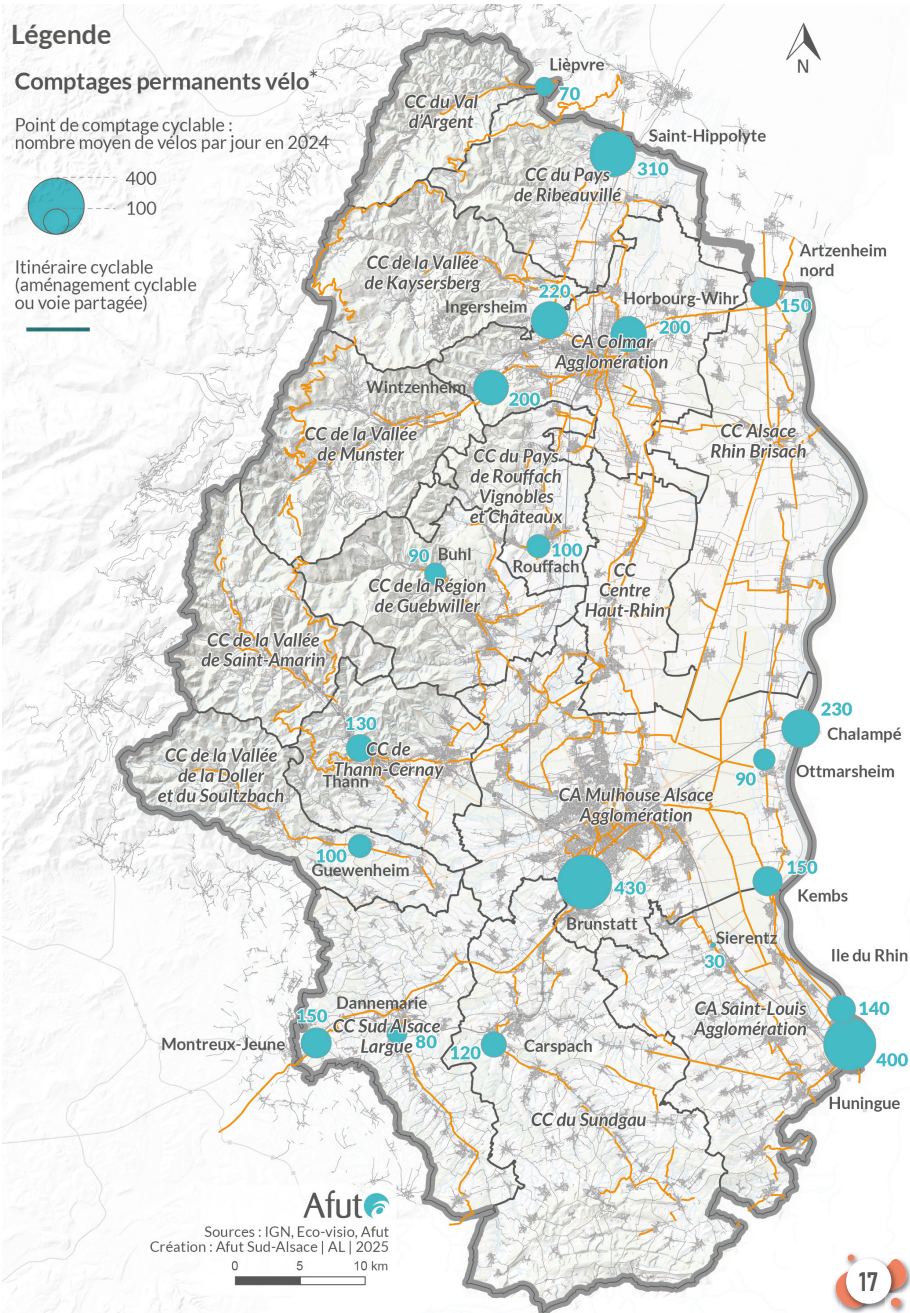 Légende
Comptages permanents vélo*
Point de comptage cyclable :
nombre moyen de vélos par jour en 2024
400
100
Itinéraire cyclable
(aménagement cyclable
ou voie partagée)
N
Lièpvre
70
CC du Val
d'Argent
Saint-Hippolyte
310
CC du Pays
de Ribeauvillé
Artzenheim
nord
150
CC de la Vallée
de Kaysersberg
220
Ingersheim
Horbourg-Wihr
200
CA Colmar
Agglomération
Wintzenheim
200
CC de la Vallée
de Munster
CC du Pays
de Rouffach
Vignobles
et Châteaux
CC Alsace
Rhin Brisach
90
Buhl
100
Rouffach
CC de la Région
de Guebwiller
CC
Centre
Haut-Rhin
CC de la Vallée
de Saint-Amarin
230
Chalampé
130
CC de
Thann-Cernay
Thann
CC de la Vallée
de la Doller
et du Soultzbach
90
Ottmarsheim
CA Mulhouse Alsace
Agglomération
100
Guewenheim
150
Kembs
430
Brunstatt
Sierentz
30
Ile du Rhin
140
Dannemarie
150
CC Sud Alsace
Largue
80
Montreux-Jeune
120
Carspach
CA Saint-Louis
Agglomération
400
Huningue
CC du Sundgau
Afut
Sources : IGN, Eco-visio, Afut
Création : Afut Sud-Alsace | AL | 2025
0 5 10 km
17